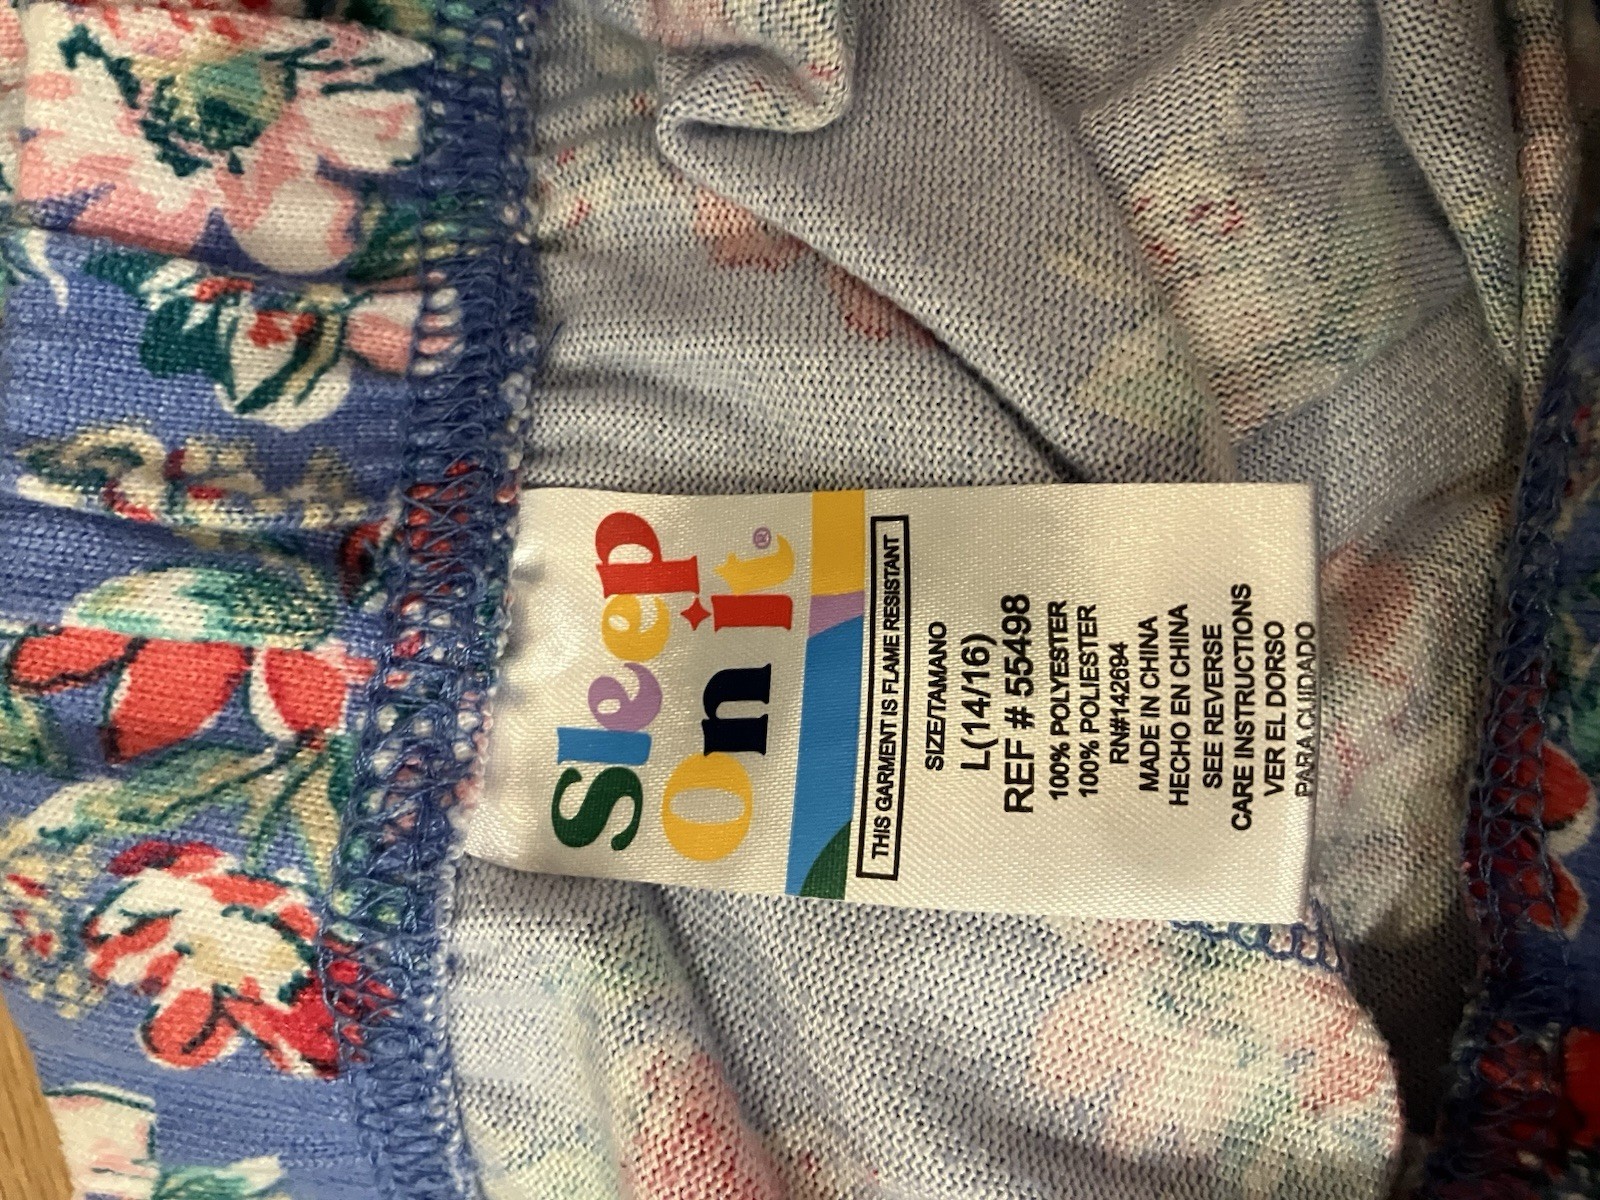 Sleep
On it®
THIS GARMENT IS FLAME RESISTANT
SIZE/TAMANO
L(14/16)
REF # 55498
100% POLYESTER
100% POLIESTER
RN#142694
MADE IN CHINA
HECHO EN CHINA
SEE REVERSE
CARE INSTRUCTIONS
VER EL DORSO
PARA CUIDADO